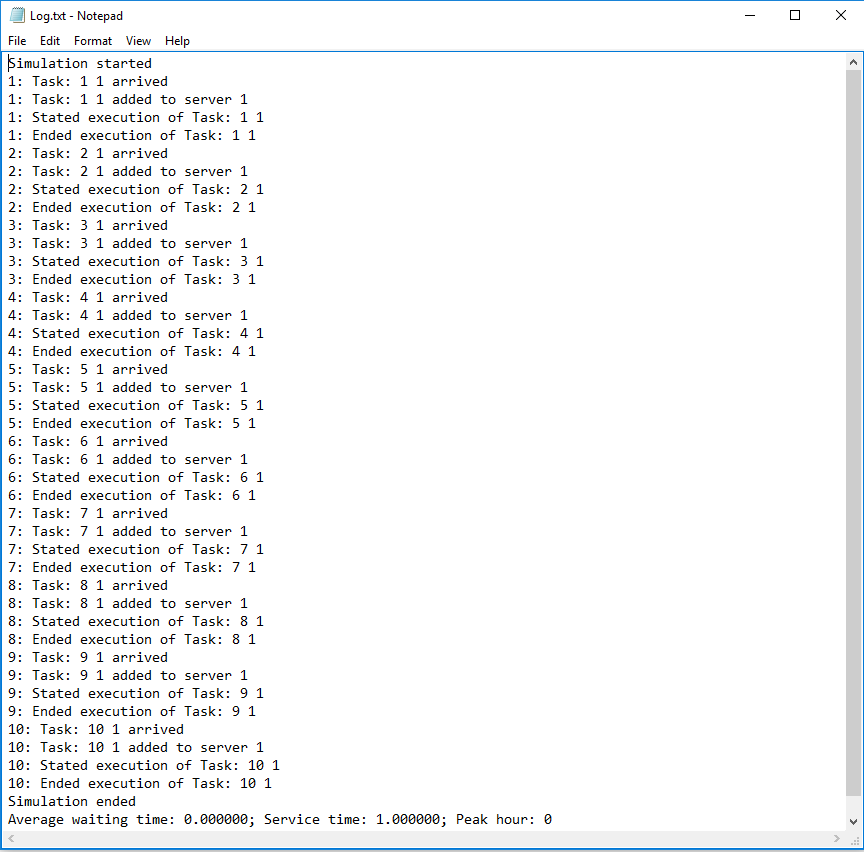 Log.txt - Notepad
File Edit Format View Help
Simulation started
1: Task: 1 1 arrived
1: Task: 1 1 added to server 1
1: Stated execution of Task: 1 1
1: Ended execution of Task: 1 1
2: Task: 2 1 arrived
2: Task: 2 1 added to server 1
2: Stated execution of Task: 2 1
2: Ended execution of Task: 2 1
3: Task: 3 1 arrived
3: Task: 3 1 added to server 1
3: Stated execution of Task: 3 1
3: Ended execution of Task: 3 1
4: Task: 4 1 arrived
4: Task: 4 1 added to server 1
4: Stated execution of Task: 4 1
4: Ended execution of Task: 4 1
5: Task: 5 1 arrived
5: Task: 5 1 added to server 1
5: Stated execution of Task: 5 1
5: Ended execution of Task: 5 1
6: Task: 6 1 arrived
6: Task: 6 1 added to server 1
6: Stated execution of Task: 6 1
6: Ended execution of Task: 6 1
7: Task: 7 1 arrived
7: Task: 7 1 added to server 1
7: Stated execution of Task: 7 1
7: Ended execution of Task: 7 1
8: Task: 8 1 arrived
8: Task: 8 1 added to server 1
8: Stated execution of Task: 8 1
8: Ended execution of Task: 8 1
9: Task: 9 1 arrived
9: Task: 9 1 added to server 1
9: Stated execution of Task: 9 1
9: Ended execution of Task: 9 1
10: Task: 10 1 arrived
10: Task: 10 1 added to server 1
10: Stated execution of Task: 10 1
10: Ended execution of Task: 10 1
Simulation ended
Average waiting time: 0.000000; Service time: 1.000000; Peak hour: 0